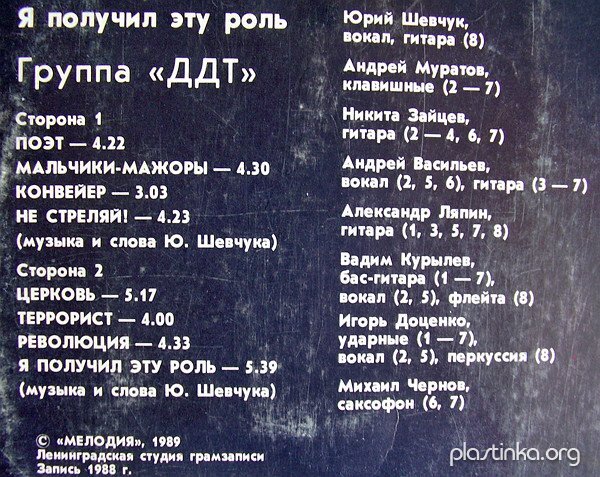 Я получил эту роль
Группа «ДДТ»
Сторона 1
ПОЭТ — 4.22
МАЛЬЧИКИ-МАЖОРЫ — 4.30
КОНВЕЙЕР — 3.03
НЕ СТРЕЛЯЙ! — 4.23
(музыка и слова Ю. Шевчука)
Сторона 2
ЦЕРКОВЬ — 5.17
ТЕРРОРИСТ — 4.00
РЕВОЛЮЦИЯ — 4.33
Я ПОЛУЧИЛ ЭТУ РОЛЬ — 5.39
(музыка и слова Ю. Шевчука)
© «МЕЛОДИЯ», 1989
Ленинградская студия грамзаписи
Запись 1988 г.
Юрий Шевчук,
вокал, гитара (8)
Андрей Муратов,
клавишные (2 — 7)
Никита Зайцев,
гитара (2 — 4, 6, 7)
Андрей Васильев,
вокал (2, 5, 6), гитара (3 — 7)
Александр Ляпин,
гитара (1, 3, 5, 7, 8)
Вадим Курылев,
бас-гитара (1 — 7),
вокал (2, 5), флейта (8)
Игорь Доценко,
ударные (1 — 7),
вокал (2, 5), перкуссия (8)
Михаил Чернов,
саксофон (6, 7)
plastinka.org